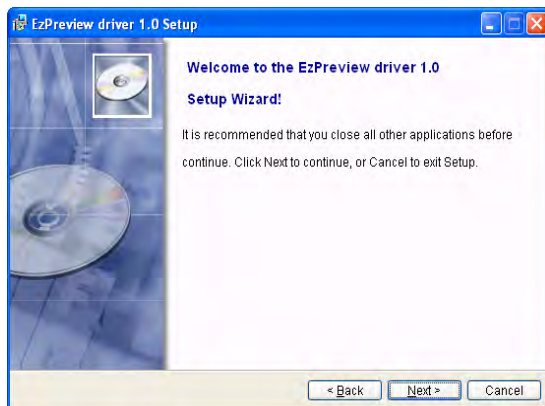 EzPreview driver 1.0 Setup
Welcome to the EzPreview driver 1.0
Setup Wizard!
It is recommended that you close all other applications before
continue. Click Next to continue, or Cancel to exit Setup.
< Back Next > Cancel